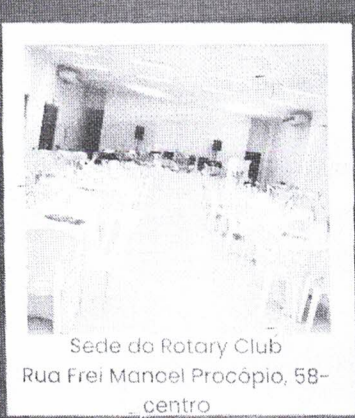 Sede do Rotary Club
Rua Frei Manoel Procópio, 58-
centro